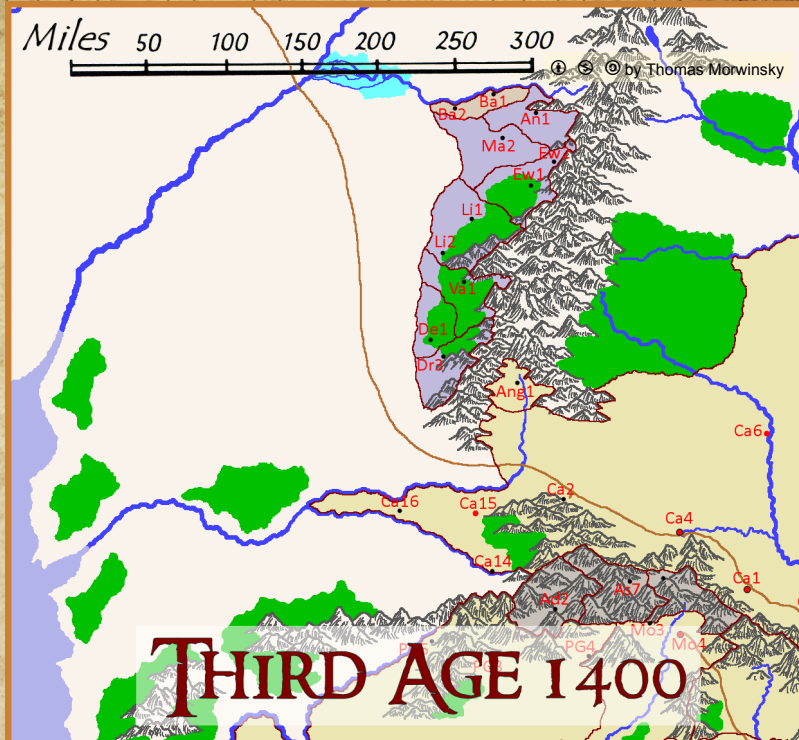 Miles 50 100 150 200 250 300
by Thomas Morwinsky
Ba1
Ba2
An1
Ma2
Ew1
Li1
Li2
Va1
De1
Dr3
Ang1
Ca6
Ca2
Ca16
Ca15
Ca4
Ca14
Ca1
As7
Ad2
Mo3
Mo4
PG4
THIRD AGE 1400